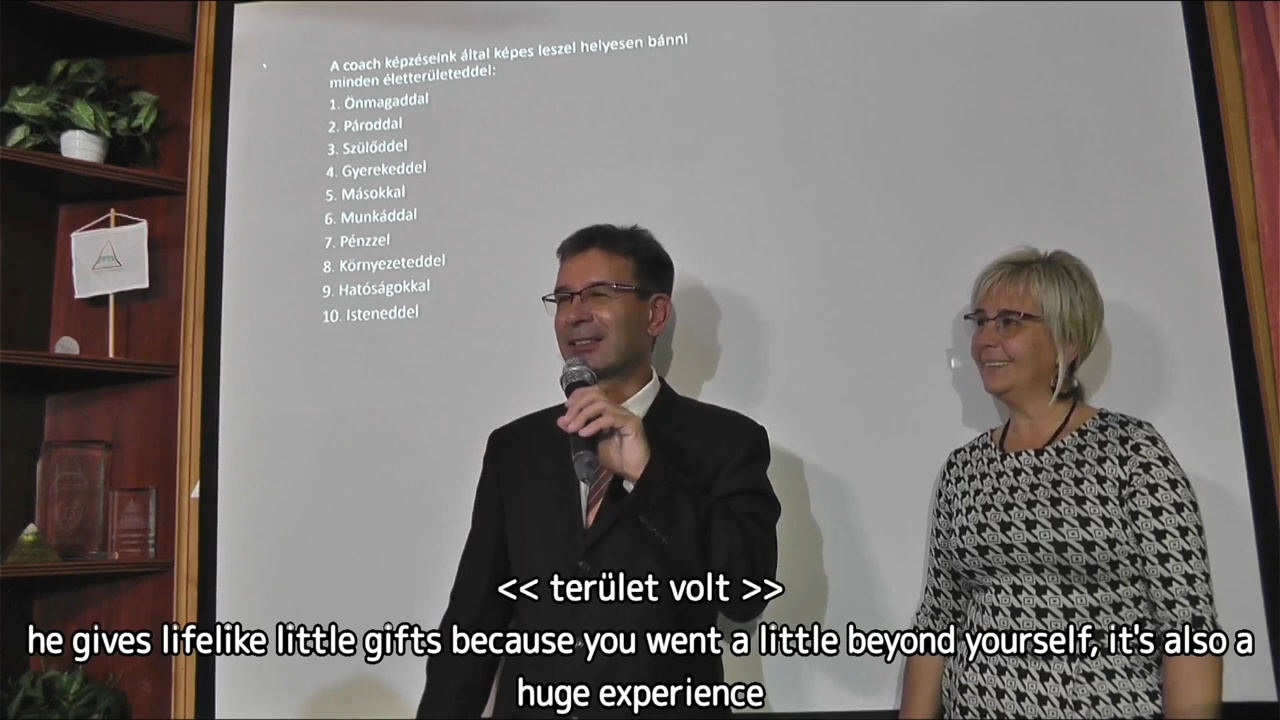 A coach képzéseink által képes leszel helyesen bánni
minden életterületeddel:
1. Önmagaddal
2. Pároddal
3. Szülőddel
4. Gyerekeddel
5. Másokkal
6. Munkáddal
7. Pénzzel
8. Környezeteddel
9. Hatóságokkal
10. Isteneddel
<< terület volt >>
he gives lifelike little gifts because you went a little beyond yourself, it's also a
huge experience